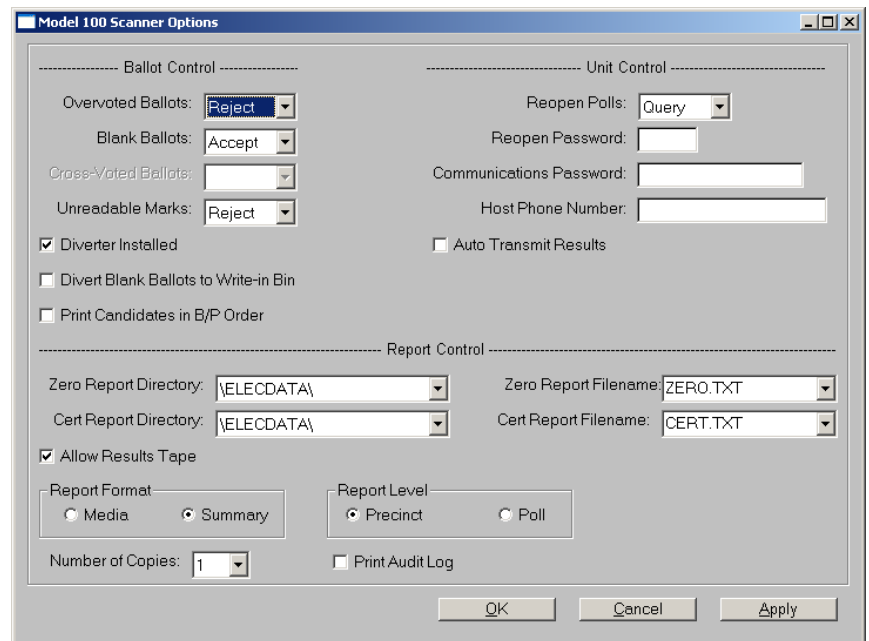 Model 100 Scanner Options
Ballot Control
Unit Control
Overvoted Ballots: Reject
Reopen Polls: Query
Blank Ballots: Accept
Reopen Password:
Cross-Voted Ballots:
Communications Password:
Unreadable Marks: Reject
Host Phone Number:
Diverter Installed
Auto Transmit Results
Divert Blank Ballots to Write-in Bin
Print Candidates in B/P Order
Report Control
Zero Report Directory: \ELECDATA\
Zero Report Filename: ZERO.TXT
Cert Report Directory: \ELECDATA\
Cert Report Filename: CERT.TXT
Allow Results Tape
Report Format
Report Level
Media Summary
Precinct Poll
Number of Copies: 1
Print Audit Log
OK Cancel Apply